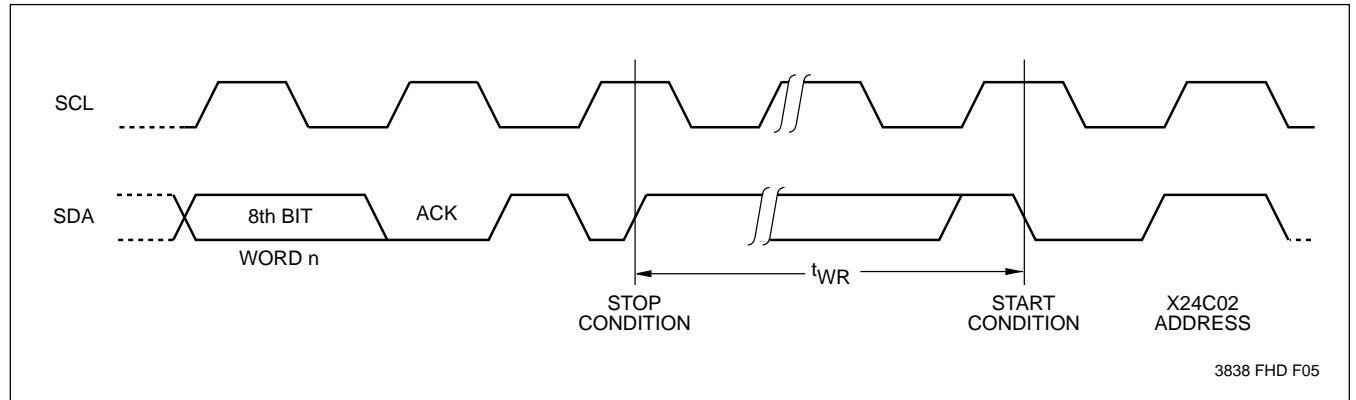 SCL
SDA
8th BIT
ACK
WORD n
tWR
STOP
CONDITION
START
CONDITION
X24C02
ADDRESS
3838 FHD F05